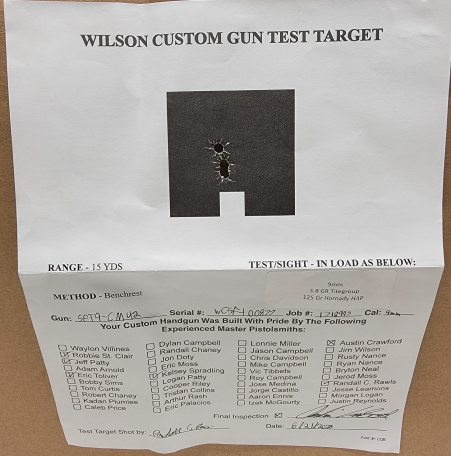 WILSON CUSTOM GUN TEST TARGET
RANGE - 15 YDS TEST/SIGHT - IN LOAD AS BELOW:
9mm
3.8 GR Titegroup
125 Gr Hornady HAP
METHOD - Benchrest
Gun: Serial #: Job #: Cal: 9mm
Your Custom Handgun Was Built With Pride By The Following
Experienced Master Pistolsmiths:
Waylon Villines Dylan Campbell Lonnie Miller Austin Crawford
Robbie St. Clair Randall Chaney Jason Campbell Jim Wilson
Jeff Patty Jon Doty Chris Davidson Rusty Nance
Adam Arnold Eric Moss Mike Campbell Ryan Nance
Eric Toliver Kelsey Spradling Vic Tibbets Bryton Neal
Bobby Sims Logan Patty Roy Campbell Jerod Moss
Tom Curtis Cooper Riley Jose Medina Randall C. Rawls
Robert Chaney Tristan Collins Jorge Castillo Jesse Leamons
Kadan Plumlee Arthur Rash Aaron Ennis Morgan Logan
Caleb Price Eric Palacios Izak McGourty Justin Reynolds
Final Inspection
Test Target Shot by: Date: